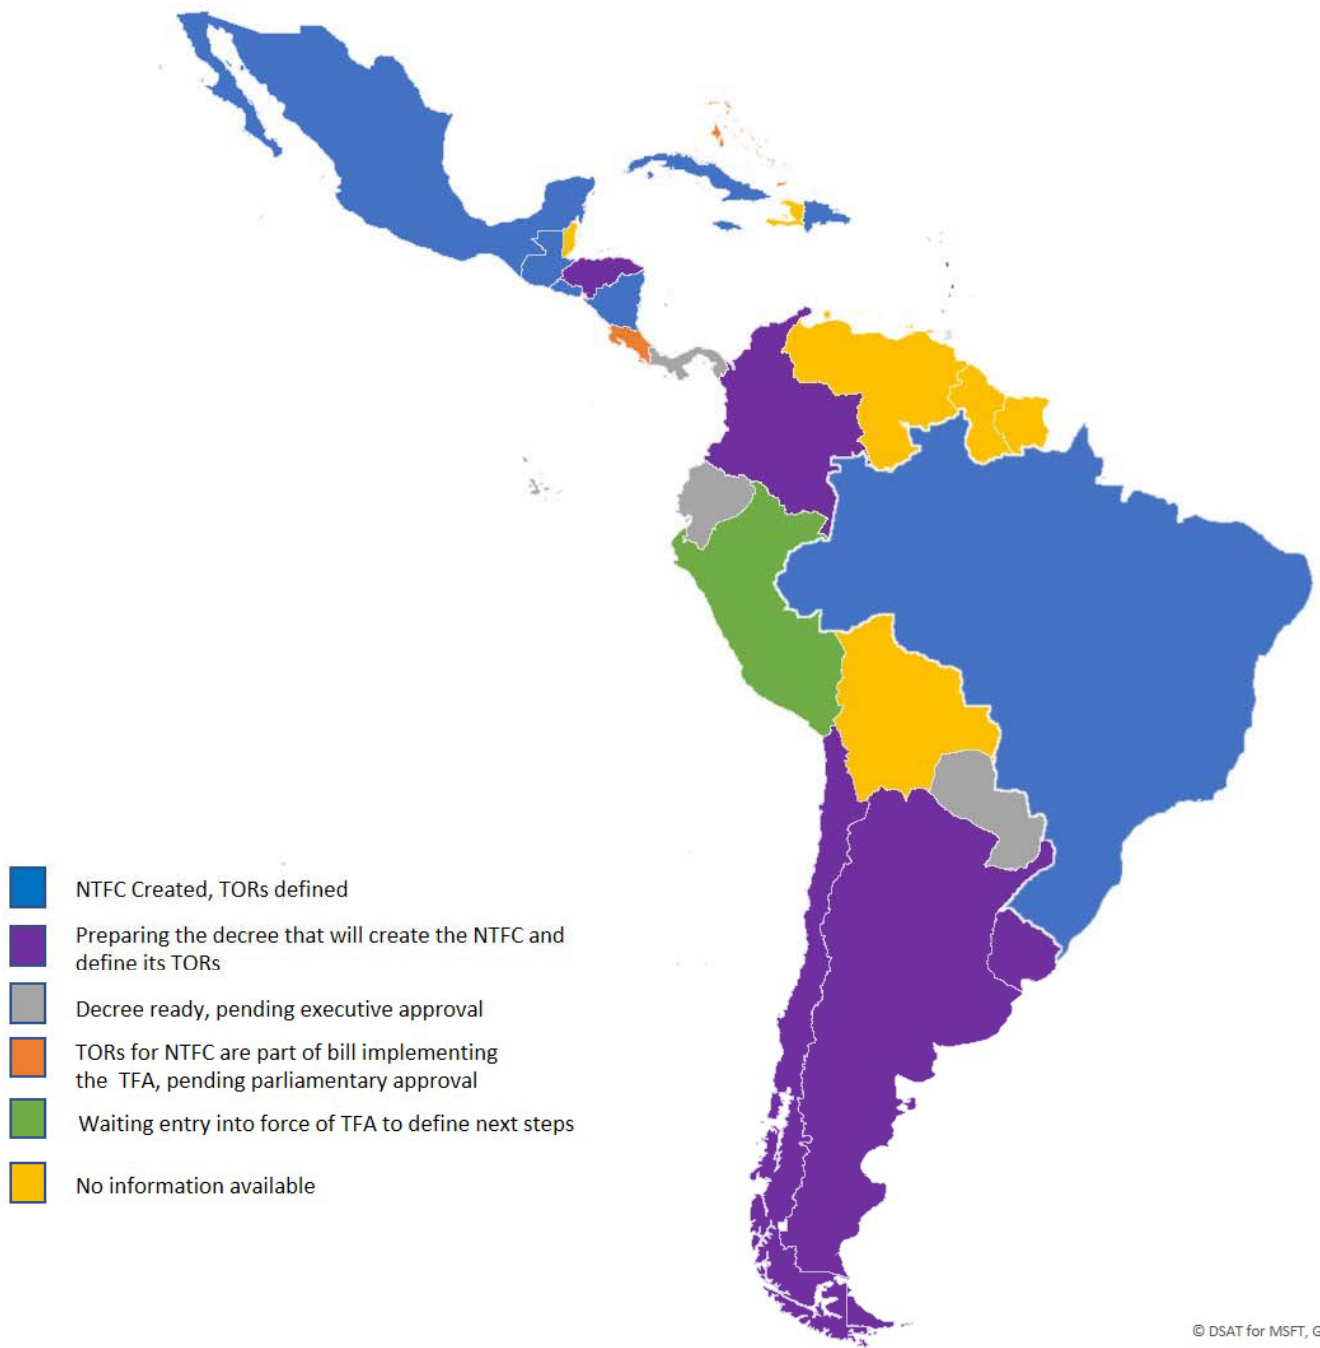 NTFC Created, TORs defined
Preparing the decree that will create the NTFC and
define its TORs
Decree ready, pending executive approval
TORs for NTFC are part of bill implementing
the TFA, pending parliamentary approval
Waiting entry into force of TFA to define next steps
No information available
© DSAT for MSFT, G